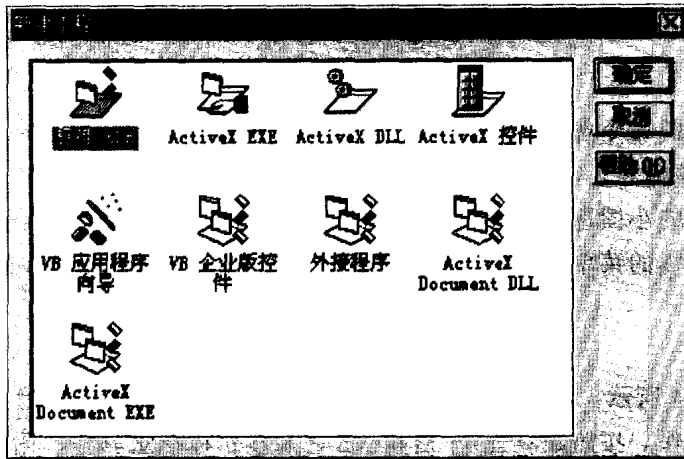 确定
ActiveX EXE
ActiveX DLL
ActiveX 控件
取消
VB 应用程序
向导
VB 企业版控
件
外接程序
ActiveX
Document DLL
ActiveX
Document EXE